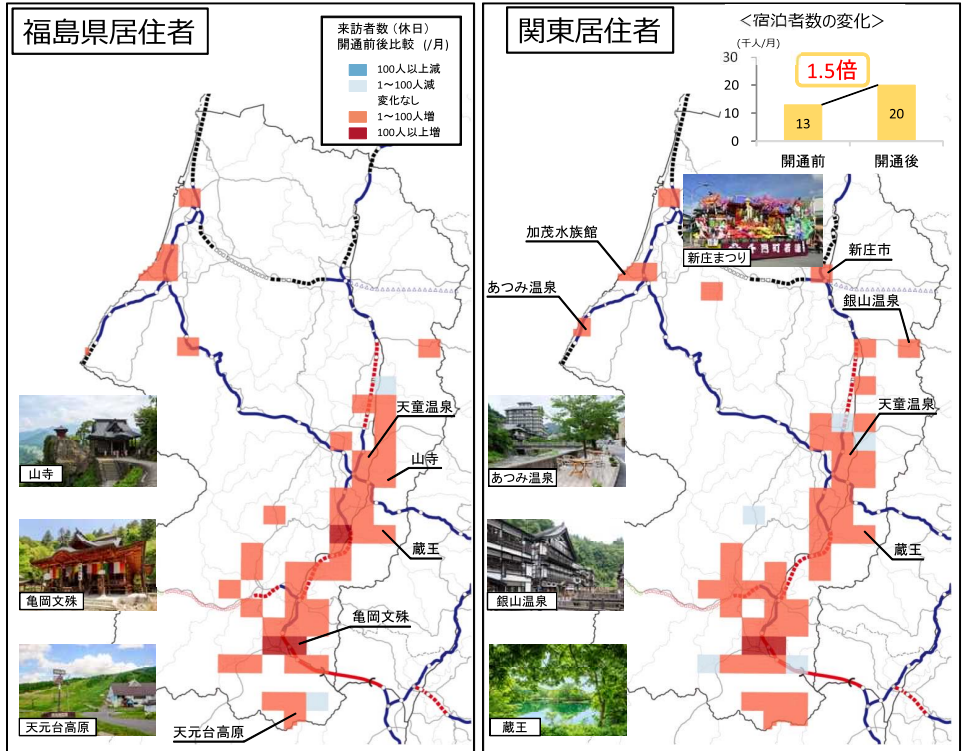 福島県居住者
来訪者数（休日）
開通前後比較 (/月)
100人以上減
1～100人減
変化なし
1～100人増
100人以上増
天童温泉
山寺
蔵王
亀岡文殊
天元台高原
山寺
亀岡文殊
天元台高原
関東居住者
＜宿泊者数の変化＞
(千人/月)
30
20
10
0
1.5倍
13
20
開通前
開通後
新庄まつり
加茂水族館
新庄市
あつみ温泉
銀山温泉
天童温泉
蔵王
あつみ温泉
銀山温泉
蔵王